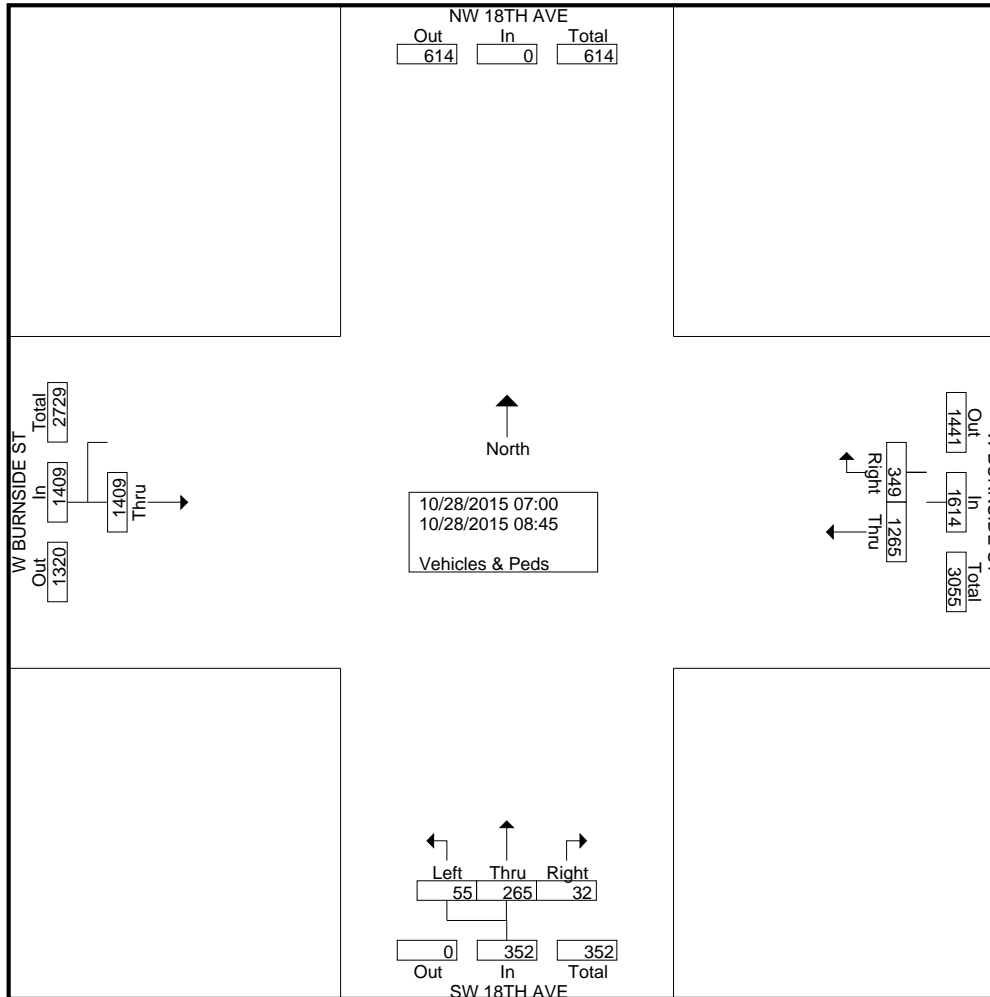 NW 18TH AVE
Out In Total
614 0 614
W BURNSIDE ST
Total In Out
2729 1409 1320
1409
Thru
North
10/28/2015 07:00
10/28/2015 08:45
Vehicles & Peds
Right Thru
349 1265
Out In Total
1441 1614 3055
Left Thru Right
55 265 32
0 352 352
Out In Total
SW 18TH AVE